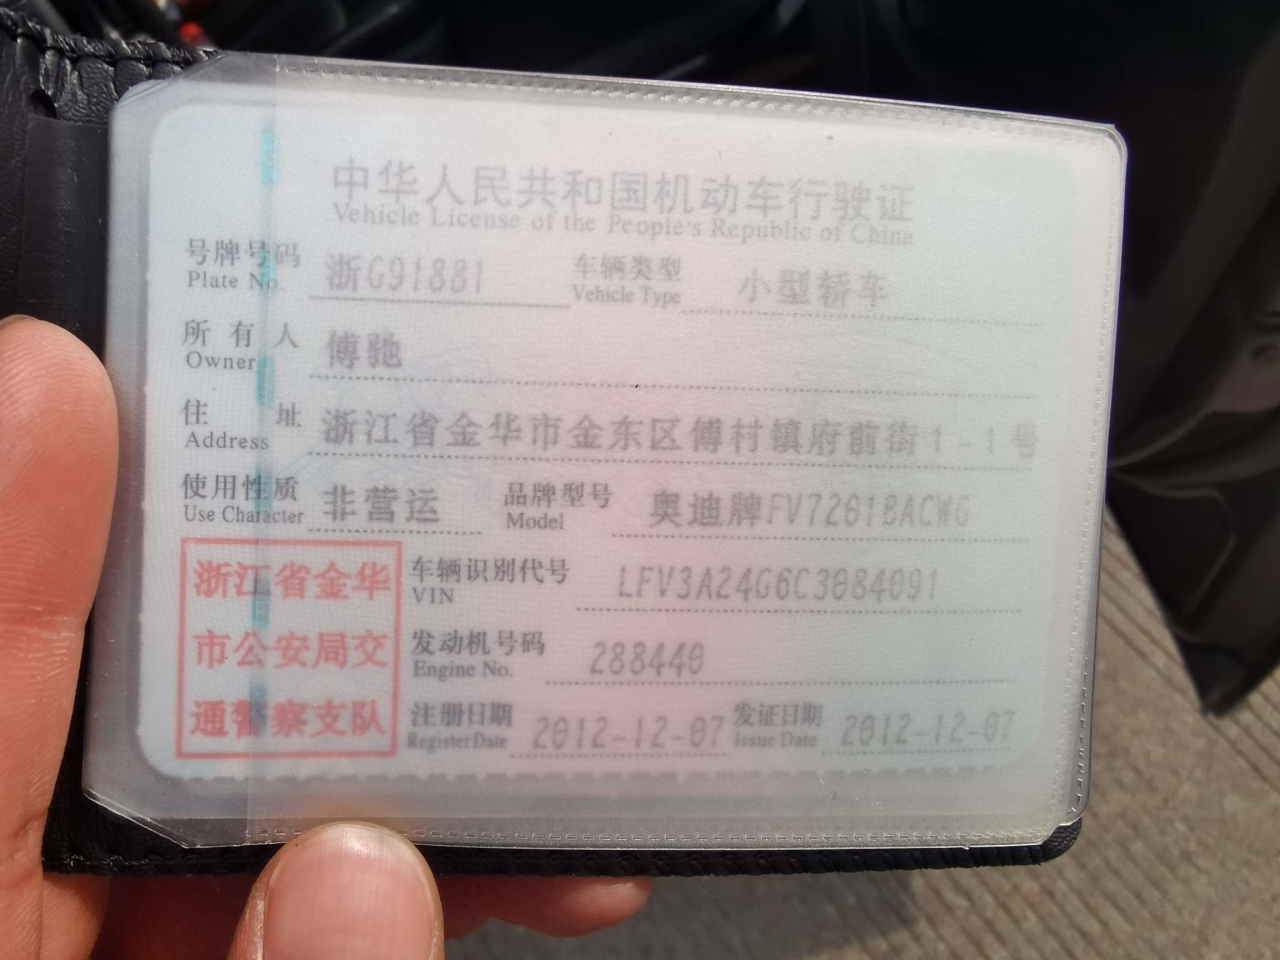 中华人民共和国机动车行驶证
Vehicle License of the People's Republic of China
号牌号码 浙G91881 车辆类型 小型轿车
Plate No. Vehicle Type
所有人 傅驰
Owner
住址 浙江省金华市金东区傅村镇府前街1-1号
Address
使用性质 非营运 品牌型号 奥迪牌FV7201BACWG
Use Character Model
浙江省金华
市公安局交
通警察支队
车辆识别代号 LFV3A24G6C3084091
VIN
发动机号码 288440
Engine No.
注册日期 2012-12-07 发证日期 2012-12-07
Register Date Issue Date